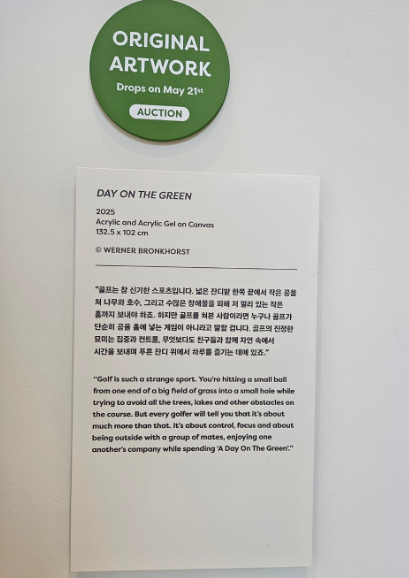 ORIGINAL
ARTWORK
Drops on May 21st
AUCTION
DAY ON THE GREEN
2025
Acrylic and Acrylic Gel on Canvas
132.5 x 102 cm
© WERNER BRONKHORST
"골프는 참 신기한 스포츠입니다. 넓은 잔디밭 한쪽 끝에서 작은 공을
쳐 나무와 호수, 그리고 수많은 장애물을 피해 저 멀리 있는 작은
홀까지 보내야 하죠. 하지만 골프를 쳐본 사람이라면 누구나 골프가
단순히 공을 홀에 넣는 게임이 아니라고 말할 겁니다. 골프의 진정한
묘미는 집중과 컨트롤, 무엇보다도 친구들과 함께 자연 속에서
시간을 보내며 푸른 잔디 위에서 하루를 즐기는 데에 있죠."
"Golf is such a strange sport. You're hitting a small ball
from one end of a big field of grass into a small hole while
trying to avoid all the trees, lakes and other obstacles on
the course. But every golfer will tell you that it's about
much more than that. It's about control, focus and about
being outside with a group of mates, enjoying one
another's company while spending 'A Day On The Green'."